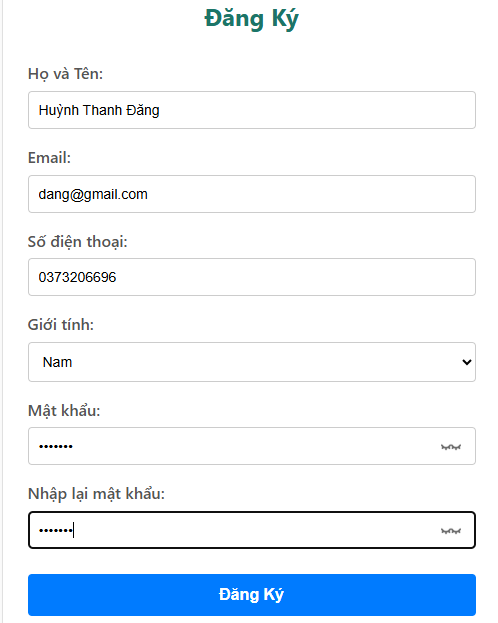 Đăng Ký
Họ và Tên:
Huỳnh Thanh Đăng
Email:
dang@gmail.com
Số điện thoại:
0373206696
Giới tính:
Nam
Mật khẩu:
•••••••
Nhập lại mật khẩu:
•••••••
Đăng Ký